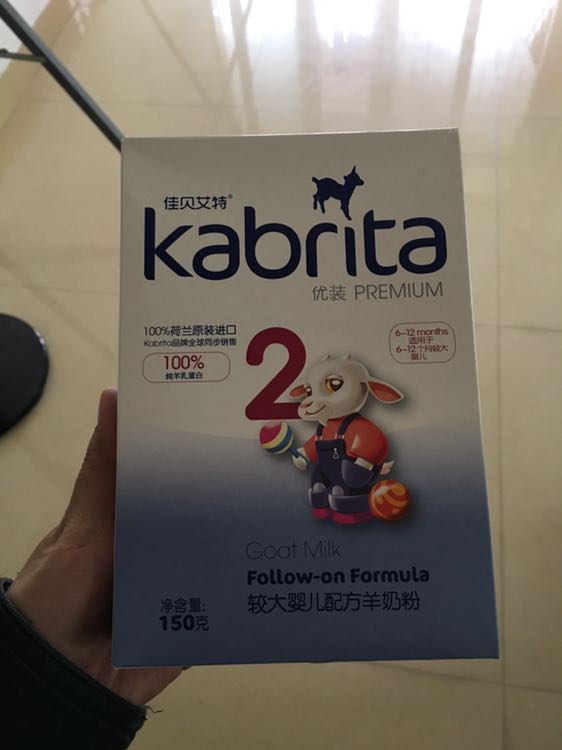 佳贝艾特®
kabrita
优装 PREMIUM
100%荷兰原装进口
Kabrita品牌全球同步销售
100%
纯羊乳蛋白
2
6-12 months
适用于
6-12个月较大
婴儿
Goat Milk
Follow-on Formula
较大婴儿配方羊奶粉
净含量:
150克